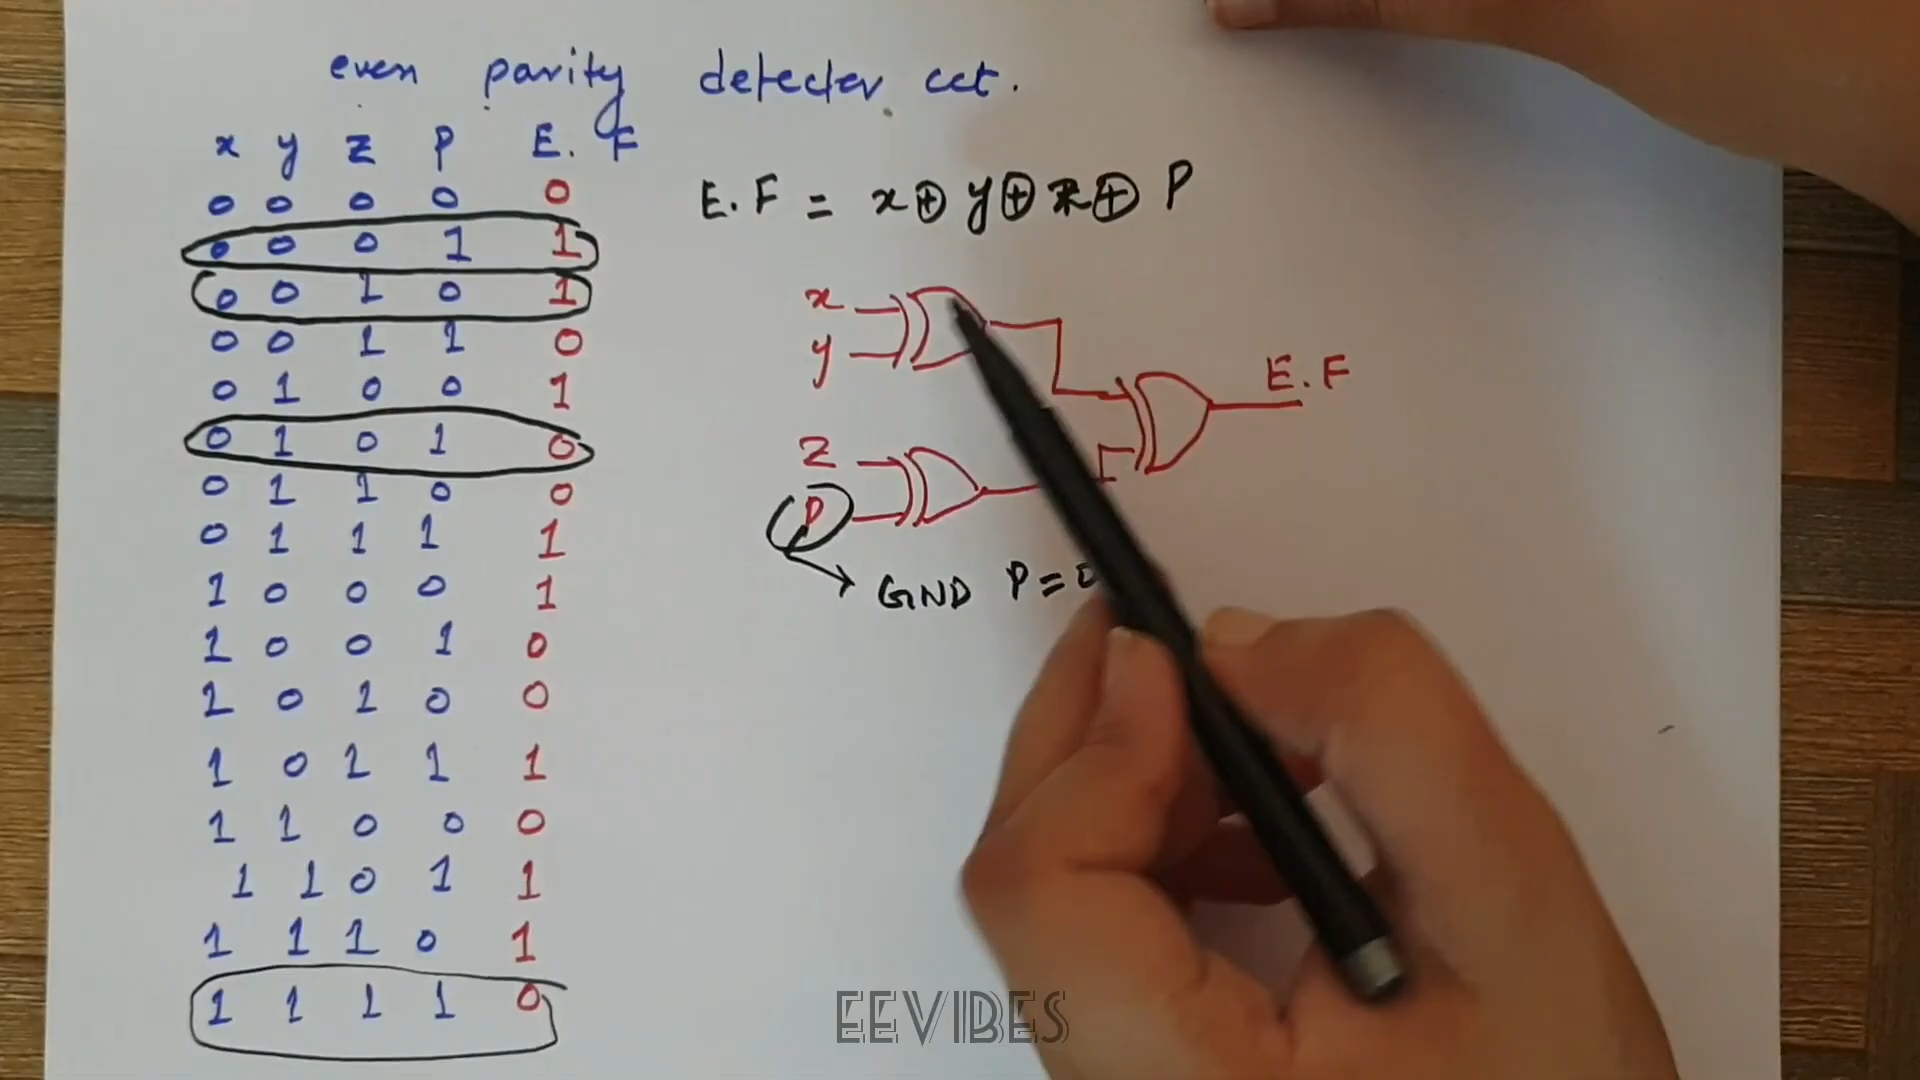 even parity detecter cct.
x y z P E. F
E.F = x⊕y⊕z⊕P
0 0 0 0 0
0 0 0 1 1
0 0 1 0 1
0 0 1 1 0
0 1 0 0 1
0 1 0 1 0
0 1 1 0 0
0 1 1 1 1
1 0 0 0 1
1 0 0 1 0
1 0 1 0 0
1 0 1 1 1
1 1 0 0 0
1 1 0 1 1
1 1 1 0 1
1 1 1 1 0
x
y
E.F
Z
P
GND P=0
EEVIBES